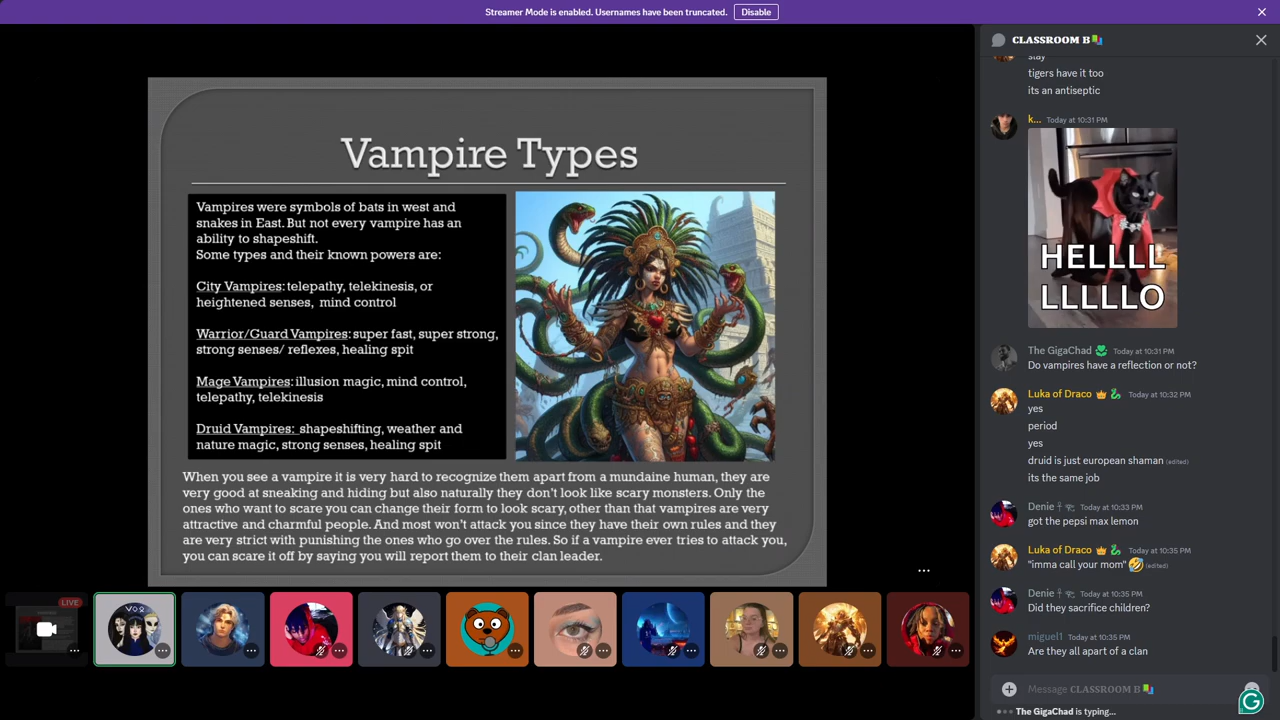 Streamer Mode is enabled. Usernames have been truncated. Disable
Vampire Types
Vampires were symbols of bats in west and
snakes in East. But not every vampire has an
ability to shapeshift.
Some types and their known powers are:
City Vampires: telepathy, telekinesis, or
heightened senses, mind control
Warrior/Guard Vampires: super fast, super strong,
strong senses/ reflexes, healing spit
Mage Vampires: illusion magic, mind control,
telepathy, telekinesis
Druid Vampires: shapeshifting, weather and
nature magic, strong senses, healing spit
When you see a vampire it is very hard to recognize them apart from a mundaine human, they are
very good at sneaking and hiding but also naturally they don't look like scary monsters. Only the
ones who want to scare you can change their form to look scary, other than that vampires are very
attractive and charmful people. And most won't attack you since they have their own rules and they
are very strict with punishing the ones who go over the rules. So if a vampire ever tries to attack you,
you can scare it off by saying you will report them to their clan leader.
LIVE
VOX
CLASSROOM B
stay
tigers have it too
its an antiseptic
k... Today at 10:31 PM
HELLLL
LLLLLO
The GigaChad Today at 10:31 PM
Do vampires have a reflection or not?
Luka of Draco Today at 10:32 PM
yes
period
yes
druid is just european shaman (edited)
its the same job
Denie Today at 10:33 PM
got the pepsi max lemon
Luka of Draco Today at 10:35 PM
"imma call your mom" 🤣 (edited)
Denie Today at 10:35 PM
Did they sacrifice children?
miguel1 Today at 10:35 PM
Are they all apart of a clan
Message CLASSROOM B
The GigaChad is typing...